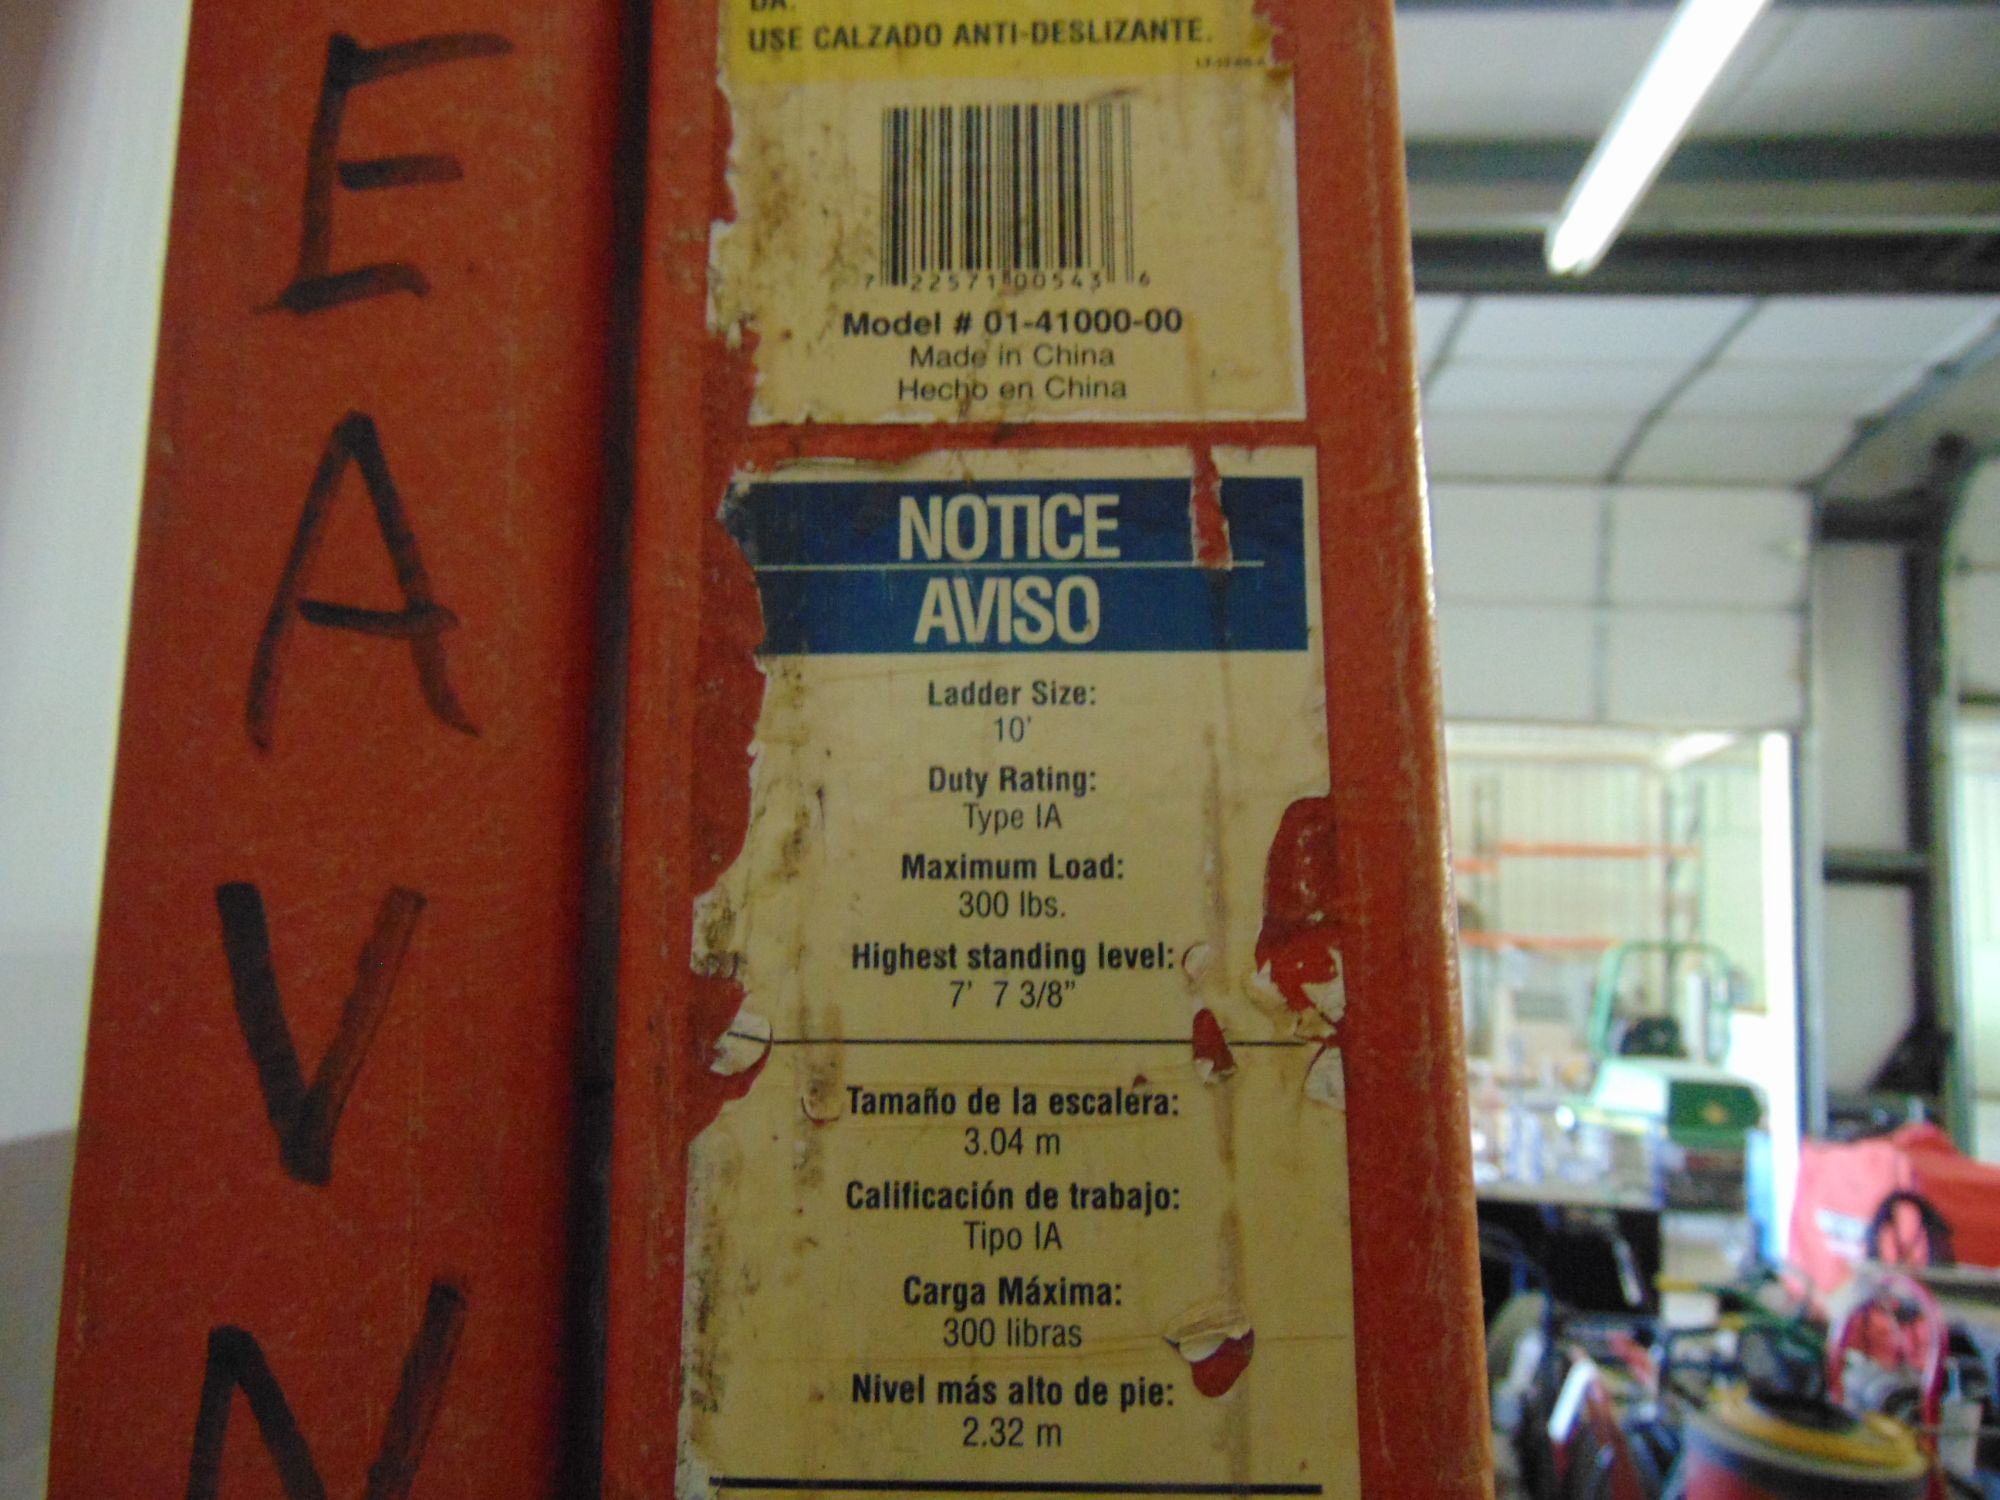 DA.
USE CALZADO ANTI-DESLIZANTE.
7 22571 00543 6
Model # 01-41000-00
Made in China
Hecho en China
NOTICE
AVISO
Ladder Size:
10'
Duty Rating:
Type IA
Maximum Load:
300 lbs.
Highest standing level:
7' 7 3/8"
Tamaño de la escalera:
3.04 m
Calificación de trabajo:
Tipo IA
Carga Máxima:
300 libras
Nivel más alto de pie:
2.32 m
E
A
V